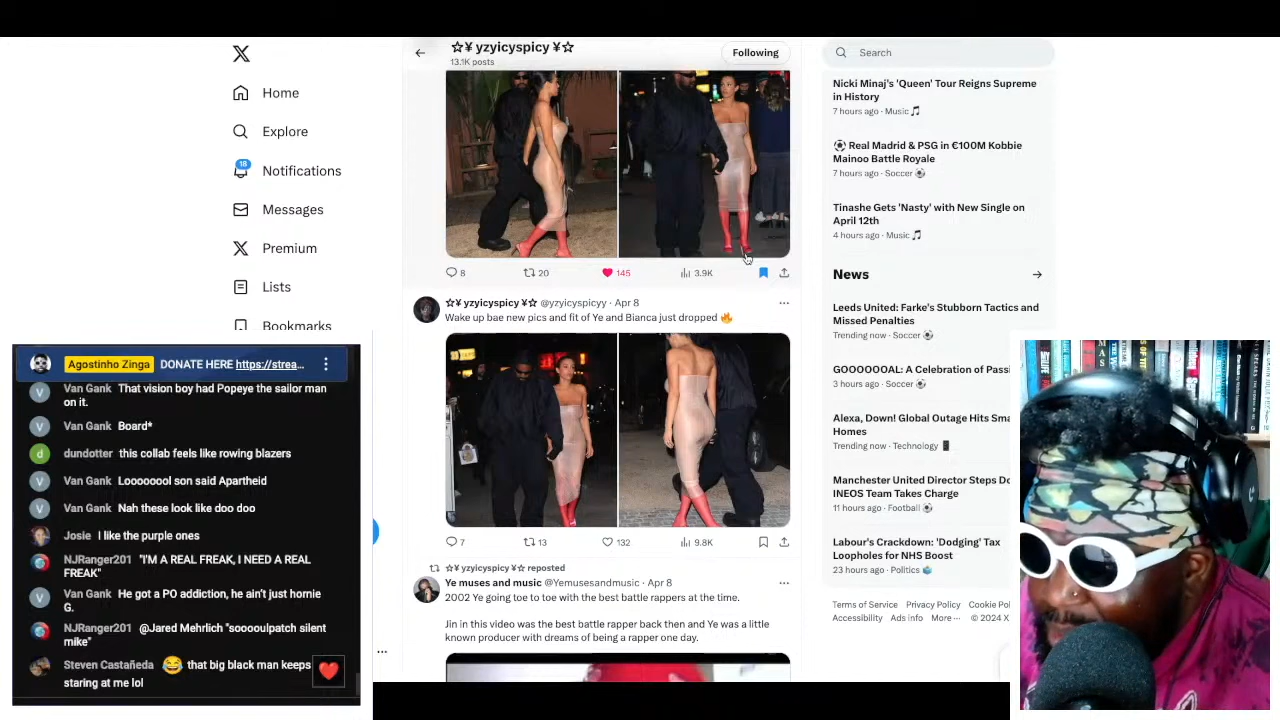 ☆¥ yzyicyspicy ¥☆
13.1K posts
Following
Search
Home
Explore
18
Notifications
Messages
Premium
Lists
Bookmarks
8
20
145
3.9K
☆¥ yzyicyspicy ¥☆ @yzyicyspicyy · Apr 8
Wake up bae new pics and fit of Ye and Bianca just dropped 🔥
7
13
132
9.8K
☆¥ yzyicyspicy ¥☆ reposted
Ye muses and music @Yemusesandmusic · Apr 8
2002 Ye going toe to toe with the best battle rappers at the time.
Jin in this video was the best battle rapper back then and Ye was a little
known producer with dreams of being a rapper one day.
Nicki Minaj's 'Queen' Tour Reigns Supreme
in History
7 hours ago · Music 🎵
⚽ Real Madrid & PSG in €100M Kobbie
Mainoo Battle Royale
7 hours ago · Soccer ⚽
Tinashe Gets 'Nasty' with New Single on
April 12th
4 hours ago · Music 🎵
News
Leeds United: Farke's Stubborn Tactics and
Missed Penalties
Trending now · Soccer ⚽
GOOOOOOAL: A Celebration of Passi
3 hours ago · Soccer ⚽
Alexa, Down! Global Outage Hits Sma
Homes
Trending now · Technology 📱
Manchester United Director Steps Do
INEOS Team Takes Charge
11 hours ago · Football ⚽
Labour's Crackdown: 'Dodging' Tax
Loopholes for NHS Boost
23 hours ago · Politics 🗳️
Terms of Service Privacy Policy Cookie Pol
Accessibility Ads info More ··· © 2024 X
Agostinho Zinga DONATE HERE https://strea...
Van Gank That vision boy had Popeye the sailor man
on it.
Van Gank Board*
dundotter this collab feels like rowing blazers
Van Gank Looooooool son said Apartheid
Van Gank Nah these look like doo doo
Josie I like the purple ones
NJRanger201 "I'M A REAL FREAK, I NEED A REAL
FREAK"
Van Gank He got a PO addiction, he ain't just hornie
G.
NJRanger201 @Jared Mehrlich "sooooulpatch silent
mike"
Steven Castañeda 😂 that big black man keeps
staring at me lol